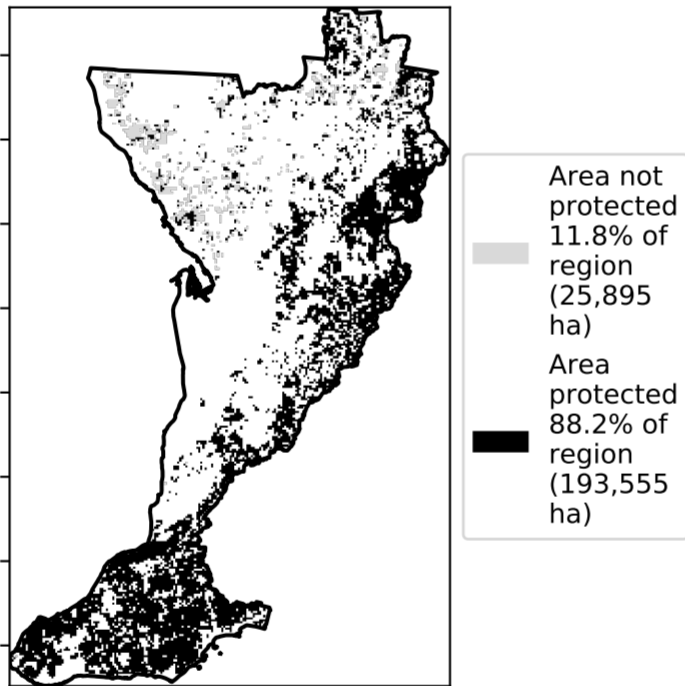 Area not
protected
11.8% of
region
(25,895
ha)
Area
protected
88.2% of
region
(193,555
ha)